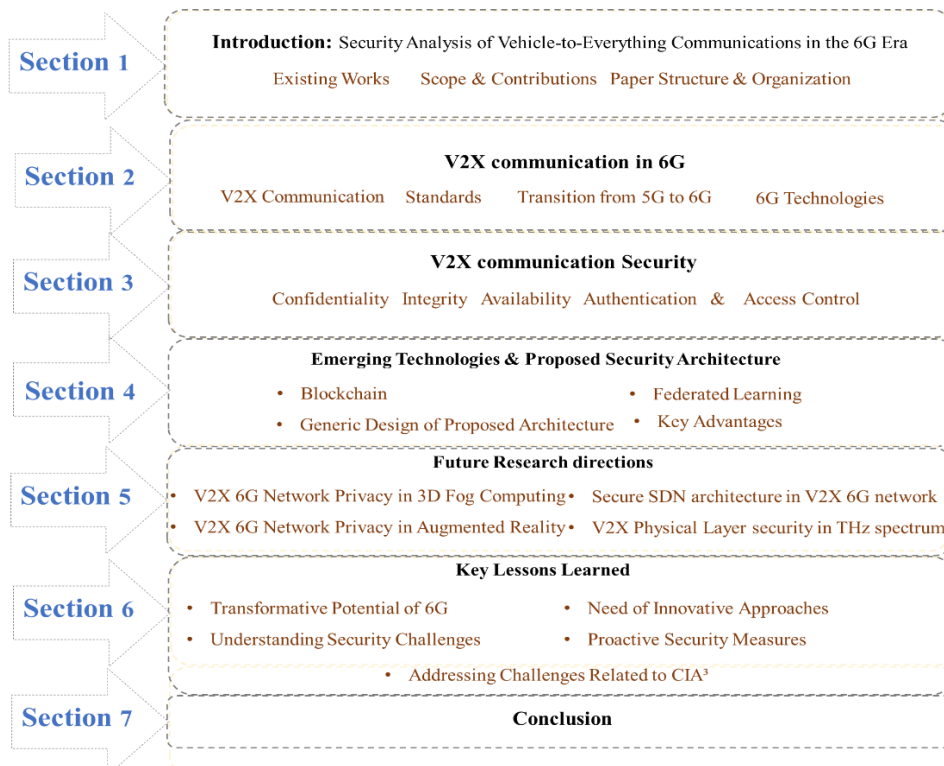 Section 1
Introduction: Security Analysis of Vehicle-to-Everything Communications in the 6G Era
Existing Works Scope & Contributions Paper Structure & Organization
Section 2
V2X communication in 6G
V2X Communication Standards Transition from 5G to 6G 6G Technologies
Section 3
V2X communication Security
Confidentiality Integrity Availability Authentication & Access Control
Section 4
Emerging Technologies & Proposed Security Architecture
• Blockchain • Federated Learning
• Generic Design of Proposed Architecture • Key Advantages
Section 5
Future Research directions
• V2X 6G Network Privacy in 3D Fog Computing • Secure SDN architecture in V2X 6G network
• V2X 6G Network Privacy in Augmented Reality • V2X Physical Layer security in THz spectrum
Section 6
Key Lessons Learned
• Transformative Potential of 6G • Need of Innovative Approaches
• Understanding Security Challenges • Proactive Security Measures
• Addressing Challenges Related to CIA³
Section 7
Conclusion